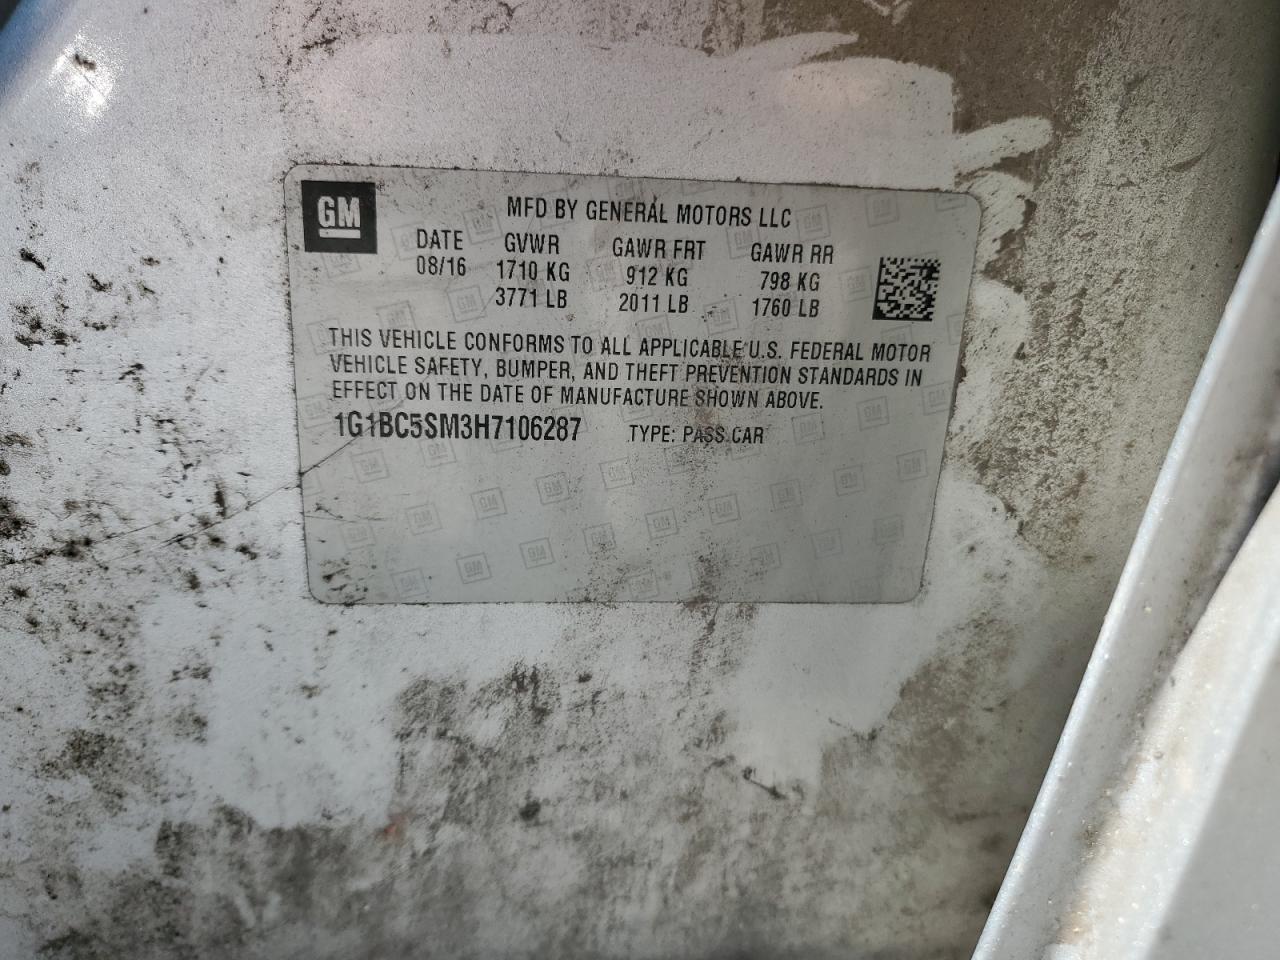 GM
MFD BY GENERAL MOTORS LLC
DATE GVWR GAWR FRT GAWR RR
08/16 1710 KG 912 KG 798 KG
3771 LB 2011 LB 1760 LB
THIS VEHICLE CONFORMS TO ALL APPLICABLE U.S. FEDERAL MOTOR
VEHICLE SAFETY, BUMPER, AND THEFT PREVENTION STANDARDS IN
EFFECT ON THE DATE OF MANUFACTURE SHOWN ABOVE.
1G1BC5SM3H7106287 TYPE: PASS.CAR